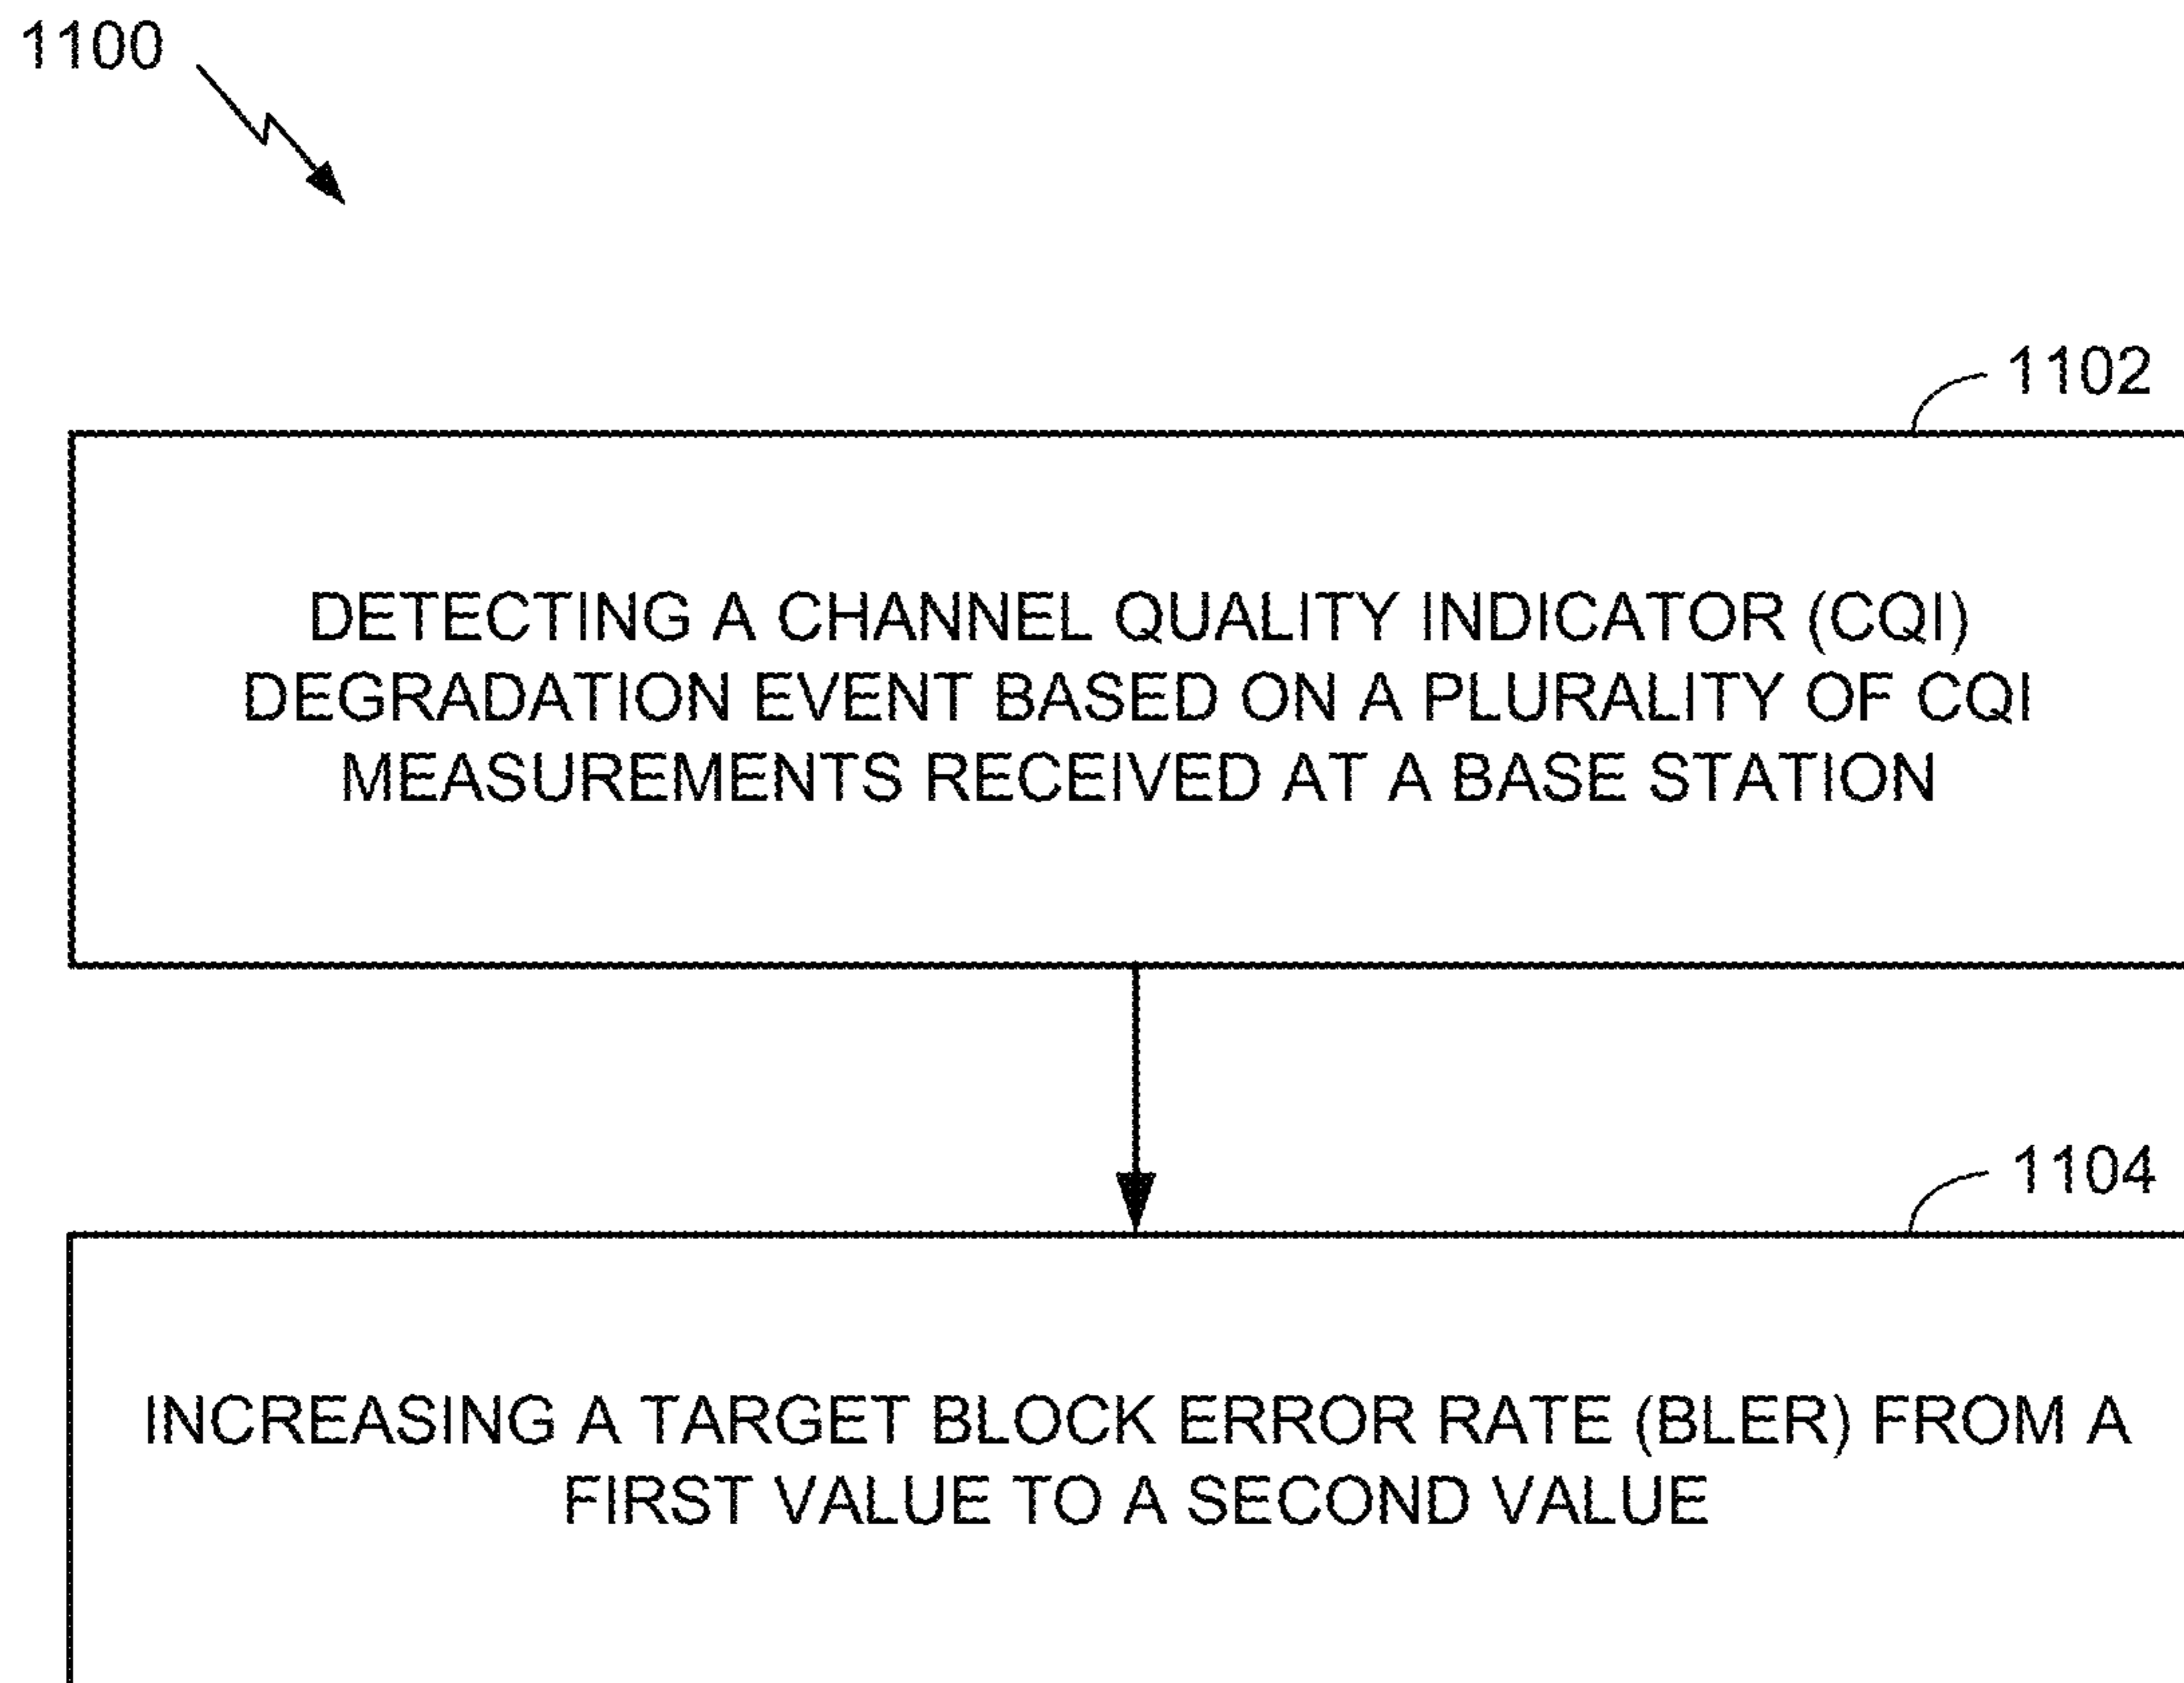 1100
1102
DETECTING A CHANNEL QUALITY INDICATOR (CQI)
DEGRADATION EVENT BASED ON A PLURALITY OF CQI
MEASUREMENTS RECEIVED AT A BASE STATION
1104
INCREASING A TARGET BLOCK ERROR RATE (BLER) FROM A
FIRST VALUE TO A SECOND VALUE